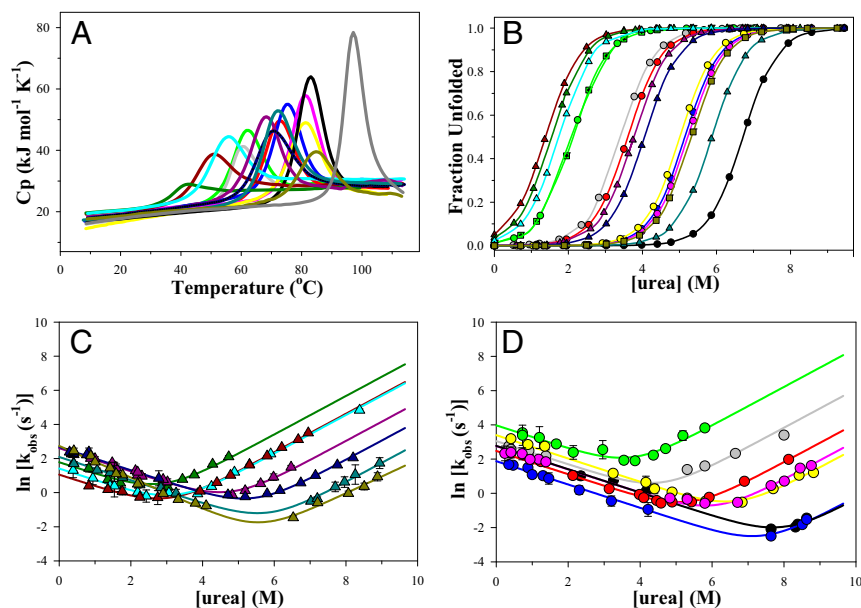 A
Cp (kJ mol⁻¹ K⁻¹)
80
60
40
20
0 20 40 60 80 100
Temperature (°C)
B
Fraction Unfolded
1.0
0.8
0.6
0.4
0.2
0.0
0 2 4 6 8
[urea] (M)
C
ln [k_obs (s⁻¹)]
10
8
6
4
2
0
-2
-4
0 2 4 6 8 10
[urea] (M)
D
ln [k_obs (s⁻¹)]
10
8
6
4
2
0
-2
-4
0 2 4 6 8 10
[urea] (M)